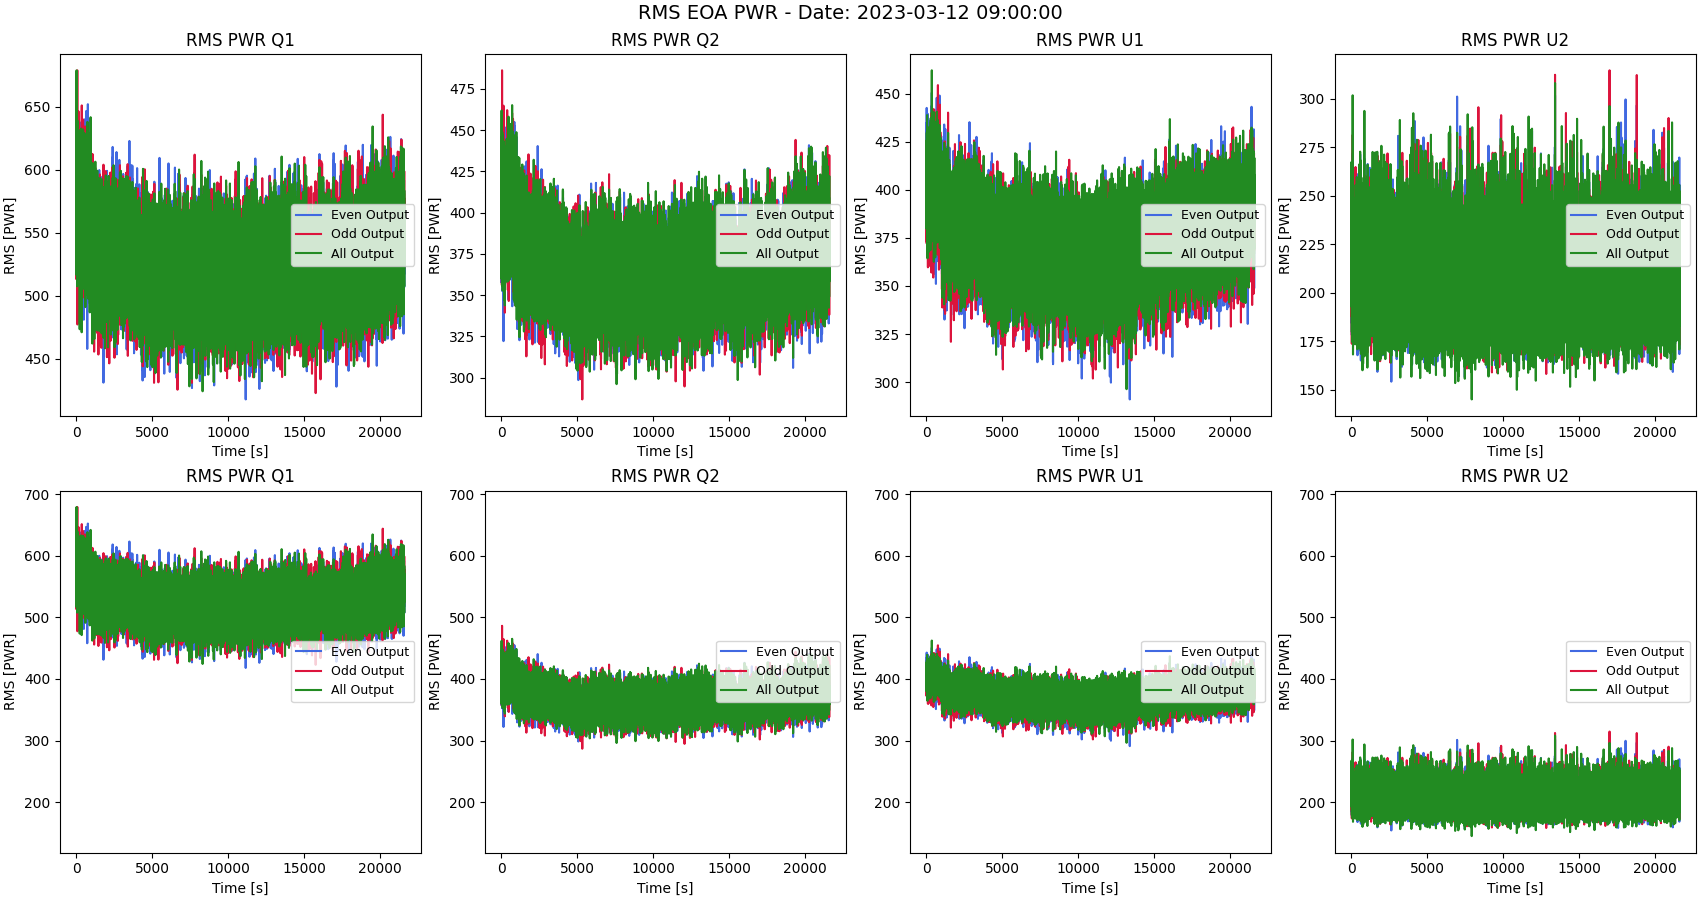 RMS EOA PWR - Date: 2023-03-12 09:00:00
RMS PWR Q1
RMS [PWR]
650
600
550
500
450
0 5000 10000 15000 20000
Time [s]
Even Output
Odd Output
All Output
RMS PWR Q2
RMS [PWR]
475
450
425
400
375
350
325
300
0 5000 10000 15000 20000
Time [s]
Even Output
Odd Output
All Output
RMS PWR U1
RMS [PWR]
450
425
400
375
350
325
300
0 5000 10000 15000 20000
Time [s]
Even Output
Odd Output
All Output
RMS PWR U2
RMS [PWR]
300
275
250
225
200
175
150
0 5000 10000 15000 20000
Time [s]
Even Output
Odd Output
All Output
RMS PWR Q1
RMS [PWR]
700
600
500
400
300
200
0 5000 10000 15000 20000
Time [s]
Even Output
Odd Output
All Output
RMS PWR Q2
RMS [PWR]
700
600
500
400
300
200
0 5000 10000 15000 20000
Time [s]
Even Output
Odd Output
All Output
RMS PWR U1
RMS [PWR]
700
600
500
400
300
200
0 5000 10000 15000 20000
Time [s]
Even Output
Odd Output
All Output
RMS PWR U2
RMS [PWR]
700
600
500
400
300
200
0 5000 10000 15000 20000
Time [s]
Even Output
Odd Output
All Output